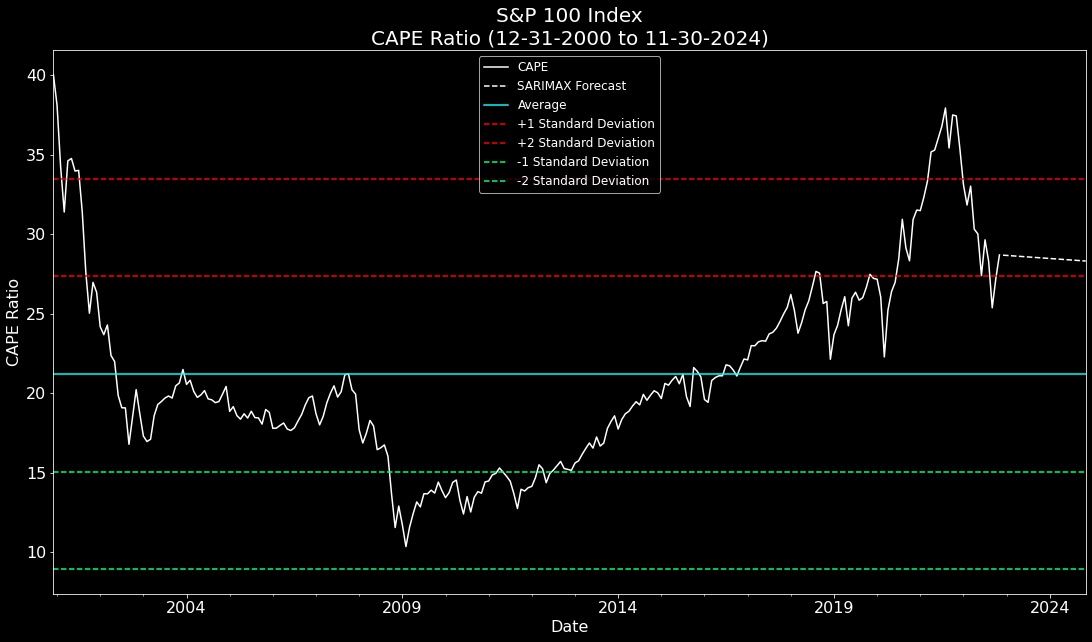 S&P 100 Index
CAPE Ratio (12-31-2000 to 11-30-2024)
CAPE
SARIMAX Forecast
Average
+1 Standard Deviation
+2 Standard Deviation
-1 Standard Deviation
-2 Standard Deviation
CAPE Ratio
40
35
30
25
20
15
10
2004
2009
2014
2019
2024
Date